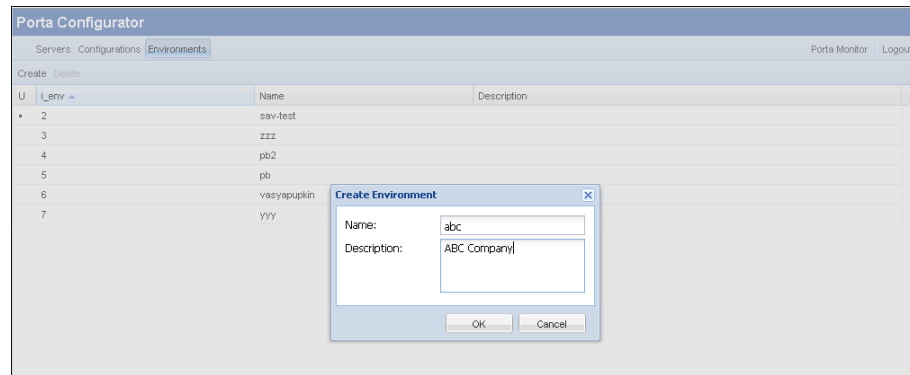 Porta Configurator
Servers Configurations Environments Porta Monitor Logou
Create Delete
U i_env Name Description
2 sav-test
3 zzz
4 pb2
5 pb
6 vasyapupkin
7 yyy
Create Environment
Name: abc
Description: ABC Company
OK Cancel